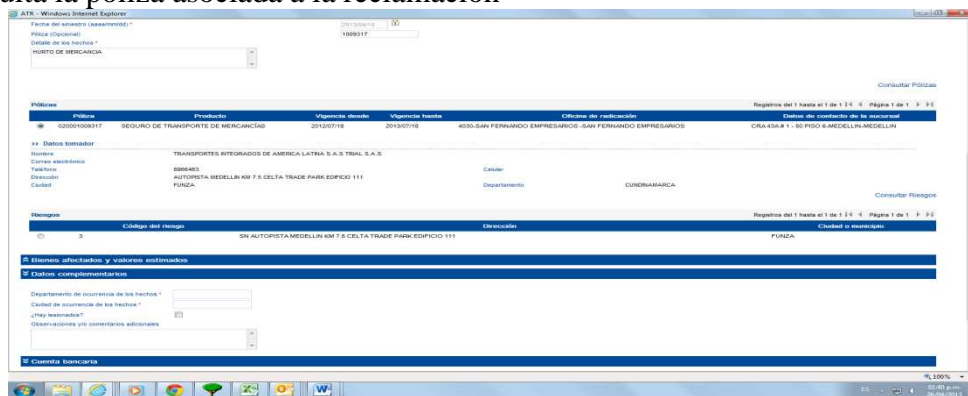 ulta la póliza asociada a la reclamación
ATR - Windows Internet Explorer
Fecha del siniestro (aaaa/mm/dd) *
Póliza (Opcional) 1009317
Detalle de los hechos *
HURTO DE MERCANCIA
Consultar Pólizas
Pólizas Registros del 1 hasta el 1 de 1 Página 1 de 1
Póliza Producto Vigencia desde Vigencia hasta Oficina de radicación Datos de contacto de la sucursal
020001009317 SEGURO DE TRANSPORTE DE MERCANCÍAS 2012/07/16 2013/07/16 4030-SAN FERNANDO EMPRESARIOS -SAN FERNANDO EMPRESARIOS CRA 43A # 1 - 50 PISO 6-MEDELLIN-MEDELLIN
>> Datos tomador
Nombre TRANSPORTES INTEGRADOS DE AMERICA LATINA S.A.S TRIAL S.A.S
Correo electrónico
Teléfono Celular
Dirección AUTOPISTA MEDELLIN KM 7.5 CELTA TRADE PARK EDIFICIO 111
Ciudad FUNZA Departamento CUNDINAMARCA
Consultar Riesgos
Riesgos Registros del 1 hasta el 1 de 1 Página 1 de 1
Código del riesgo Dirección Ciudad o municipio
3 SN AUTOPISTA MEDELLIN KM 7.5 CELTA TRADE PARK EDIFICIO 111 FUNZA
Bienes afectados y valores estimados
Datos complementarios
Departamento de ocurrencia de los hechos *
Ciudad de ocurrencia de los hechos *
¿Hay lesionados?
Observaciones y/o comentarios adicionales
Cuenta bancaria
100%
ES 03:40 p.m.
26/04/2013